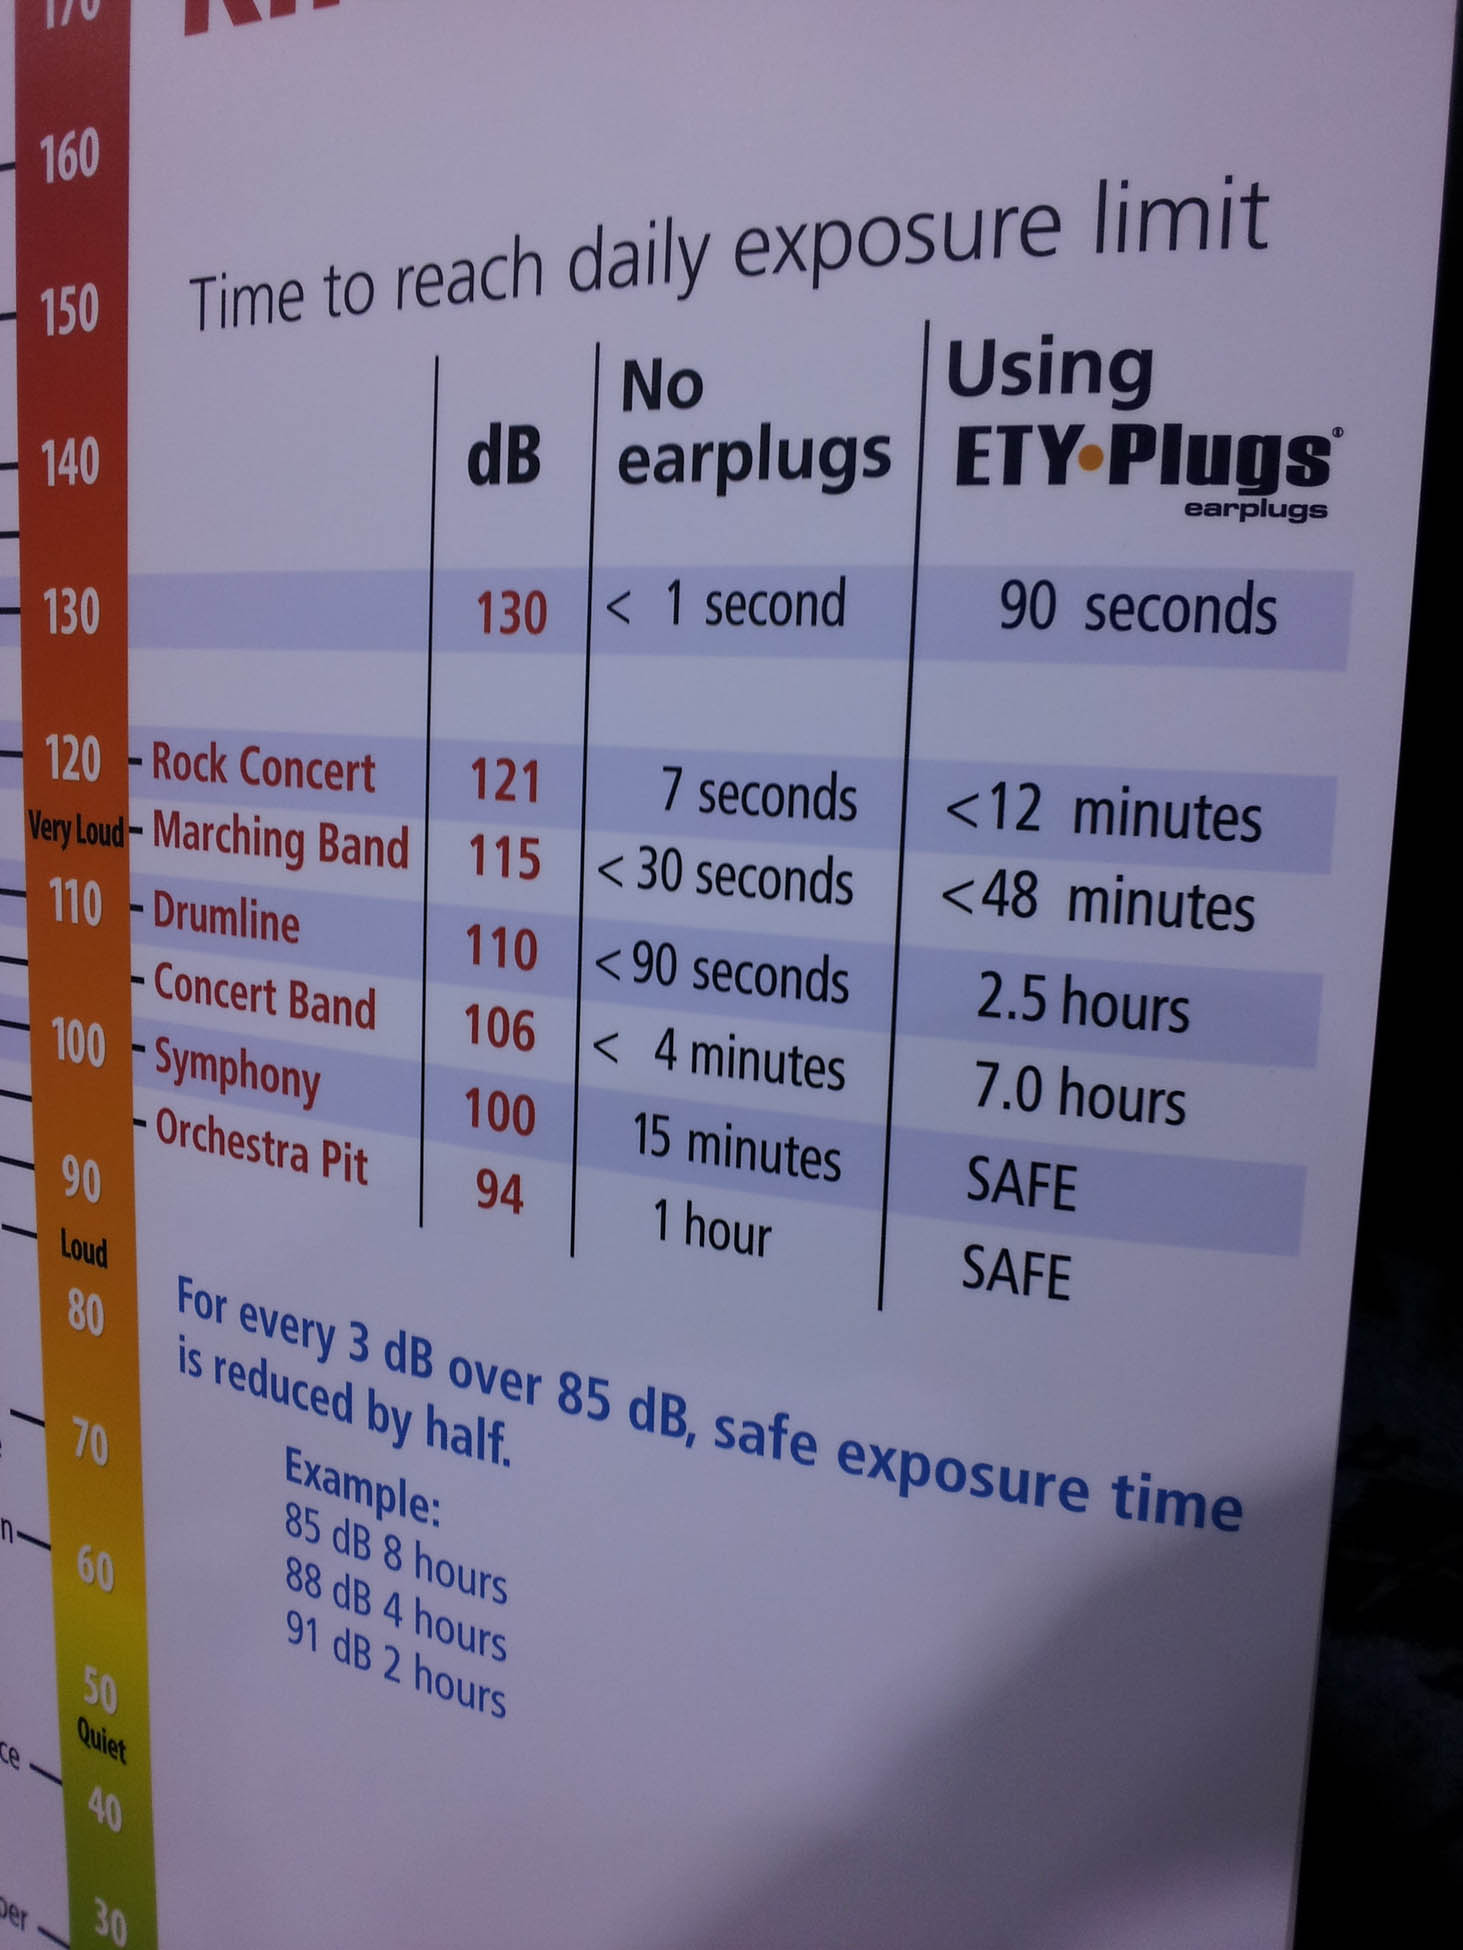 170
160
150
140
130
120
Very Loud
110
100
90
Loud
80
70
60
50
Quiet
40
30
Time to reach daily exposure limit
dB
No
earplugs
Using
ETY•Plugs®
earplugs
130 < 1 second 90 seconds
Rock Concert 121 7 seconds <12 minutes
Marching Band 115 < 30 seconds <48 minutes
Drumline 110 < 90 seconds 2.5 hours
Concert Band 106 < 4 minutes 7.0 hours
Symphony 100 15 minutes SAFE
Orchestra Pit 94 1 hour SAFE
For every 3 dB over 85 dB, safe exposure time
is reduced by half.
Example:
85 dB 8 hours
88 dB 4 hours
91 dB 2 hours